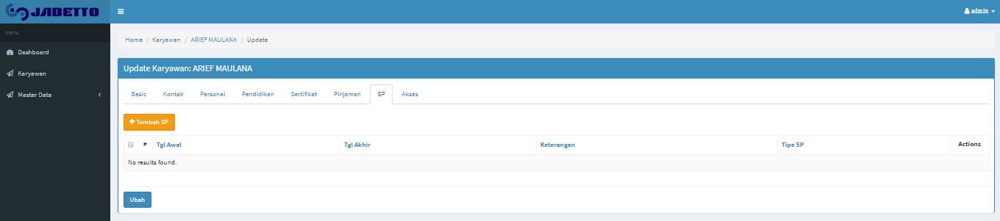 JABETTO
admin
Menu
Dashboard
Karyawan
Master Data
Home / Karyawan / ARIEF MAULANA / Update
Update Karyawan: ARIEF MAULANA
Basic Kontak Personal Pendidikan Sertifikat Pinjaman SP Akses
+ Tambah SP
# Tgl Awal Tgl Akhir Keterangan Tipe SP Actions
No results found.
Ubah